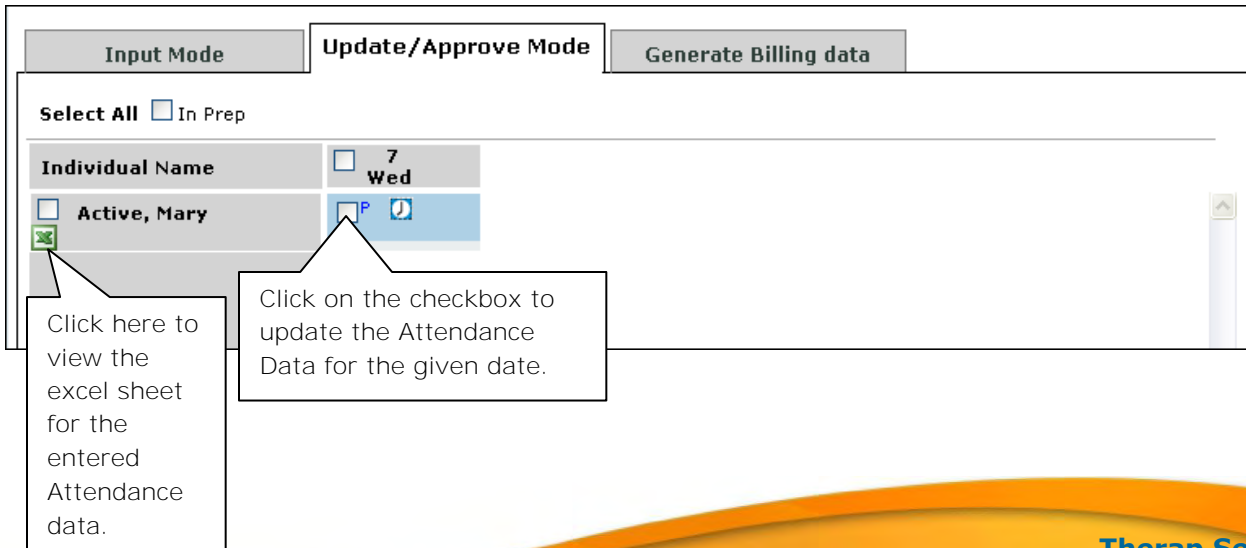 Input Mode
Update/Approve Mode
Generate Billing data
Select All In Prep
Individual Name
7
Wed
Active, Mary
P
Click here to
view the
excel sheet
for the
entered
Attendance
data.
Click on the checkbox to
update the Attendance
Data for the given date.